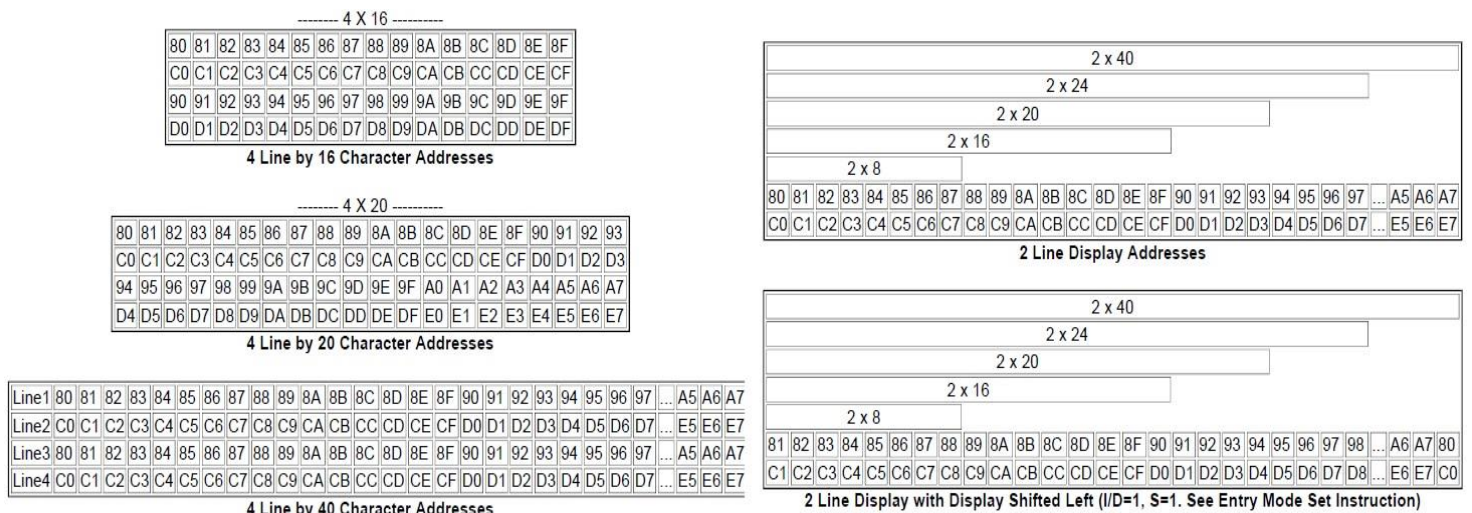 -------- 4 X 16 ----------
80 81 82 83 84 85 86 87 88 89 8A 8B 8C 8D 8E 8F
C0 C1 C2 C3 C4 C5 C6 C7 C8 C9 CA CB CC CD CE CF
90 91 92 93 94 95 96 97 98 99 9A 9B 9C 9D 9E 9F
D0 D1 D2 D3 D4 D5 D6 D7 D8 D9 DA DB DC DD DE DF
4 Line by 16 Character Addresses
-------- 4 X 20 ----------
80 81 82 83 84 85 86 87 88 89 8A 8B 8C 8D 8E 8F 90 91 92 93
C0 C1 C2 C3 C4 C5 C6 C7 C8 C9 CA CB CC CD CE CF D0 D1 D2 D3
94 95 96 97 98 99 9A 9B 9C 9D 9E 9F A0 A1 A2 A3 A4 A5 A6 A7
D4 D5 D6 D7 D8 D9 DA DB DC DD DE DF E0 E1 E2 E3 E4 E5 E6 E7
4 Line by 20 Character Addresses
Line1 80 81 82 83 84 85 86 87 88 89 8A 8B 8C 8D 8E 8F 90 91 92 93 94 95 96 97 ... A5 A6 A7
Line2 C0 C1 C2 C3 C4 C5 C6 C7 C8 C9 CA CB CC CD CE CF D0 D1 D2 D3 D4 D5 D6 D7 ... E5 E6 E7
Line3 80 81 82 83 84 85 86 87 88 89 8A 8B 8C 8D 8E 8F 90 91 92 93 94 95 96 97 ... A5 A6 A7
Line4 C0 C1 C2 C3 C4 C5 C6 C7 C8 C9 CA CB CC CD CE CF D0 D1 D2 D3 D4 D5 D6 D7 ... E5 E6 E7
4 Line by 40 Character Addresses
2 x 40
2 x 24
2 x 20
2 x 16
2 x 8
80 81 82 83 84 85 86 87 88 89 8A 8B 8C 8D 8E 8F 90 91 92 93 94 95 96 97 ... A5 A6 A7
C0 C1 C2 C3 C4 C5 C6 C7 C8 C9 CA CB CC CD CE CF D0 D1 D2 D3 D4 D5 D6 D7 ... E5 E6 E7
2 Line Display Addresses
2 x 40
2 x 24
2 x 20
2 x 16
2 x 8
81 82 83 84 85 86 87 88 89 8A 8B 8C 8D 8E 8F 90 91 92 93 94 95 96 97 98 ... A6 A7 80
C1 C2 C3 C4 C5 C6 C7 C8 C9 CA CB CC CD CE CF D0 D1 D2 D3 D4 D5 D6 D7 D8 ... E6 E7 C0
2 Line Display with Display Shifted Left (I/D=1, S=1. See Entry Mode Set Instruction)